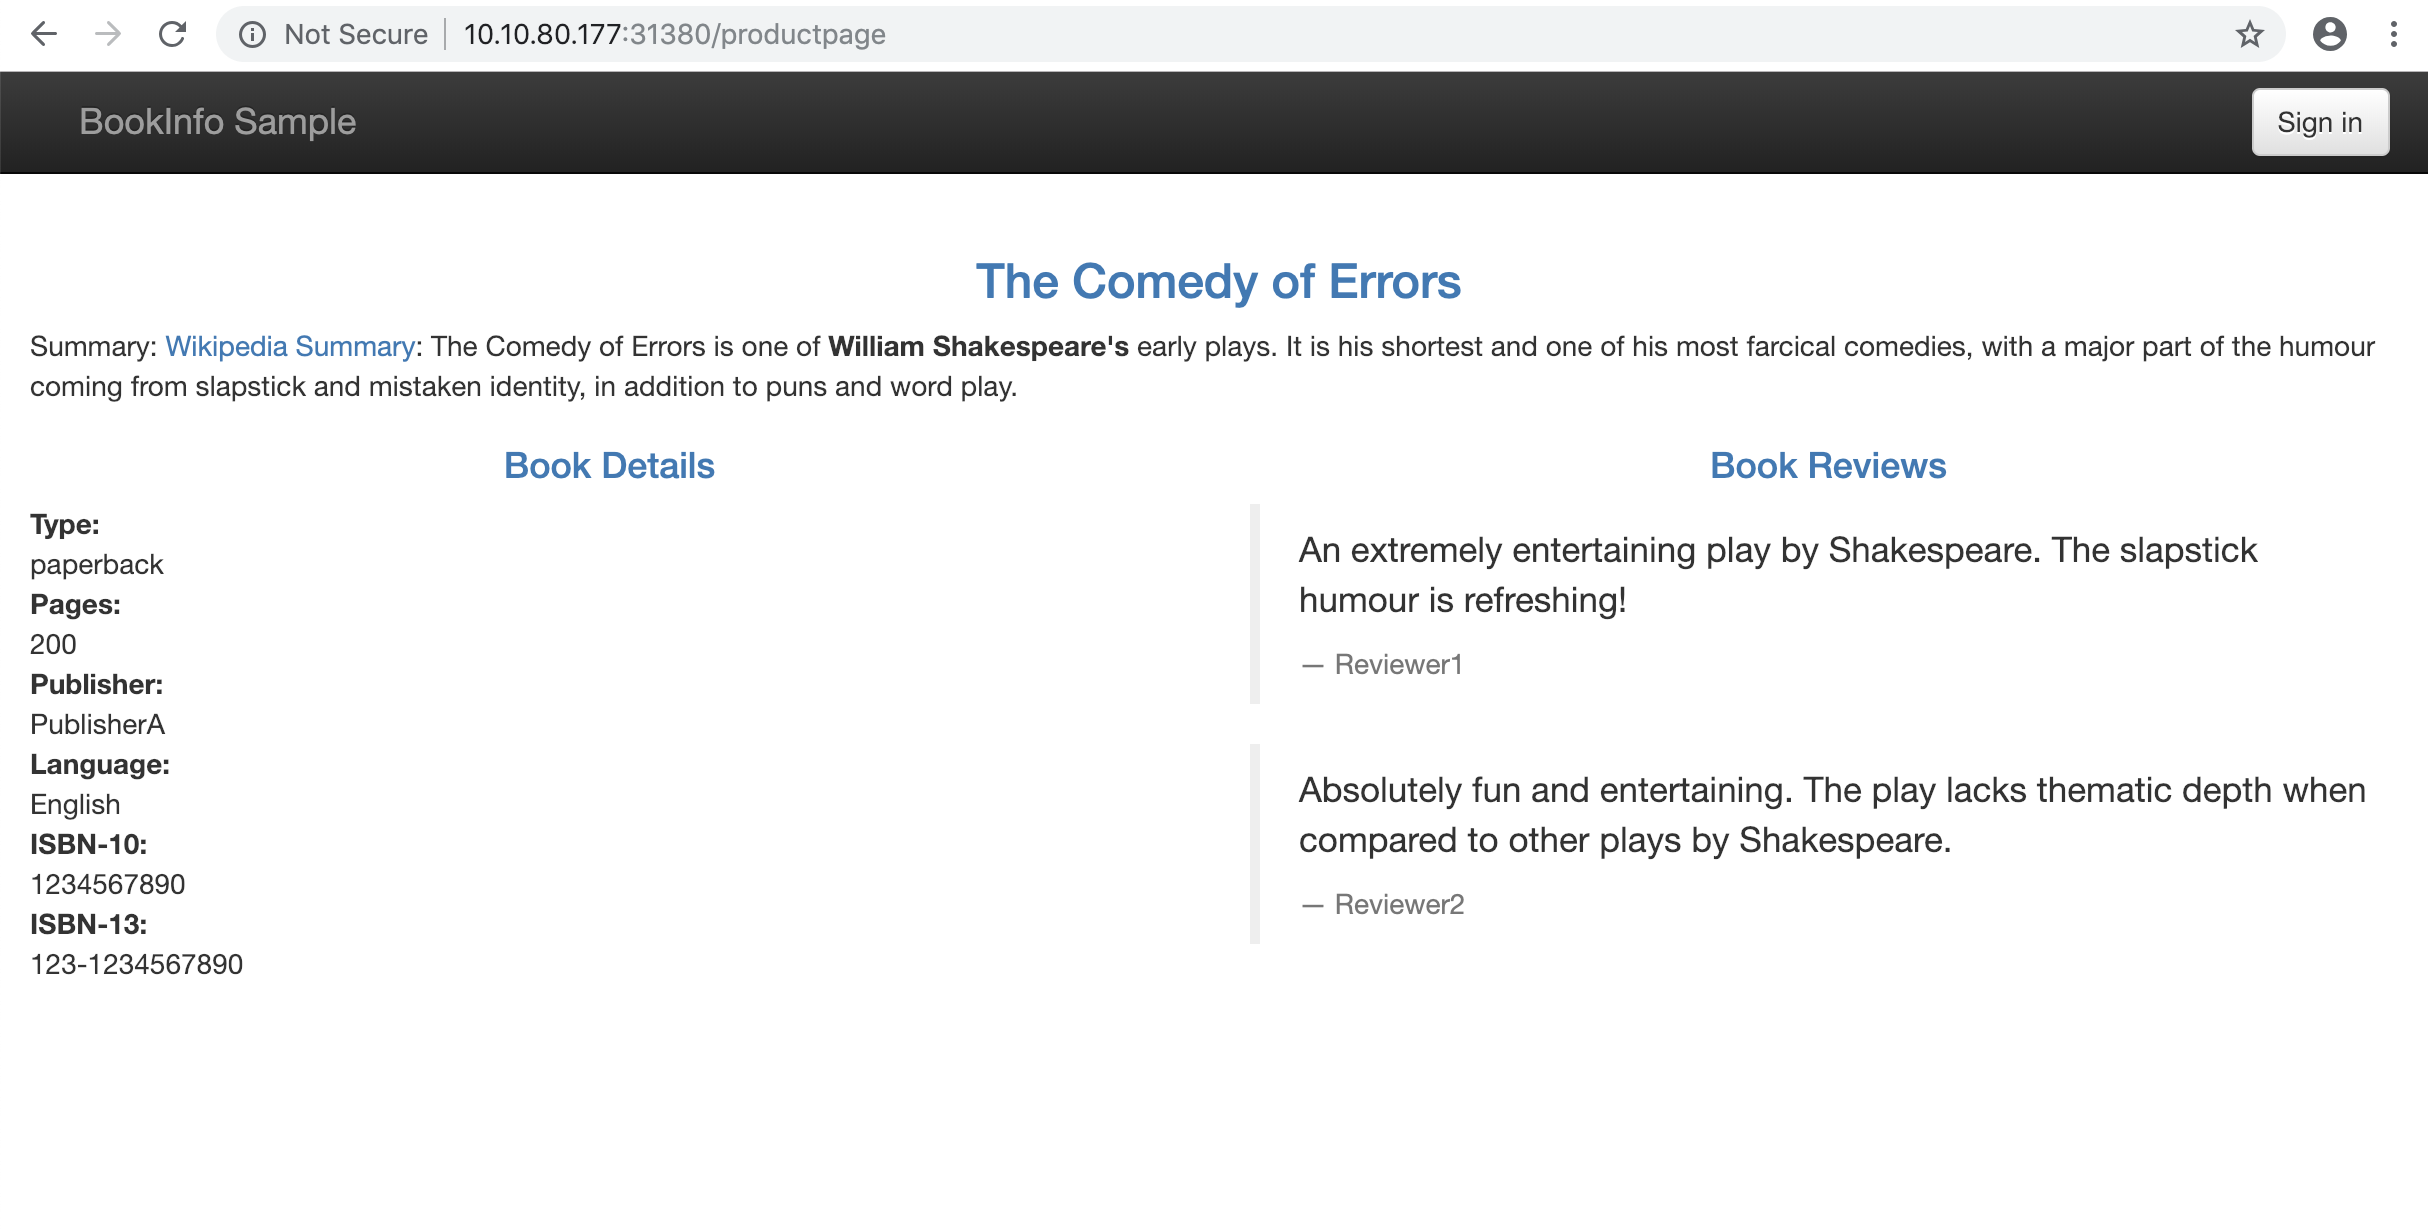 Not Secure 10.10.80.177:31380/productpage
BookInfo Sample
Sign in
The Comedy of Errors
Summary: Wikipedia Summary: The Comedy of Errors is one of William Shakespeare's early plays. It is his shortest and one of his most farcical comedies, with a major part of the humour
coming from slapstick and mistaken identity, in addition to puns and word play.
Book Details
Type:
paperback
Pages:
200
Publisher:
PublisherA
Language:
English
ISBN-10:
1234567890
ISBN-13:
123-1234567890
Book Reviews
An extremely entertaining play by Shakespeare. The slapstick
humour is refreshing!
— Reviewer1
Absolutely fun and entertaining. The play lacks thematic depth when
compared to other plays by Shakespeare.
— Reviewer2